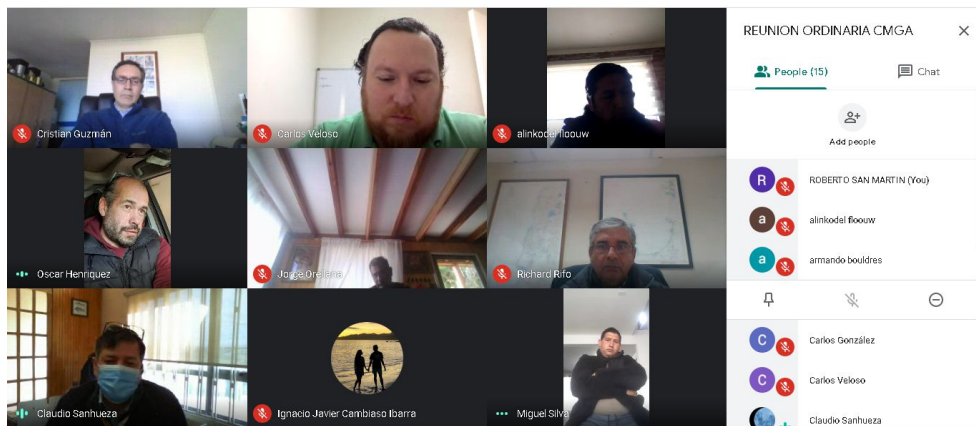 Cristian Guzmán
Carlos Veloso
alinkodel floouw
Oscar Henriquez
Jorge Orellana
Richard Rifo
Claudio Sanhueza
Ignacio Javier Cambiaso Ibarra
Miguel Silva
REUNION ORDINARIA CMGA
People (15)
Chat
Add people
R
ROBERTO SAN MARTIN (You)
a
alinkodel floouw
a
armando bouldres
C
Carlos González
C
Carlos Veloso
Claudio Sanhueza